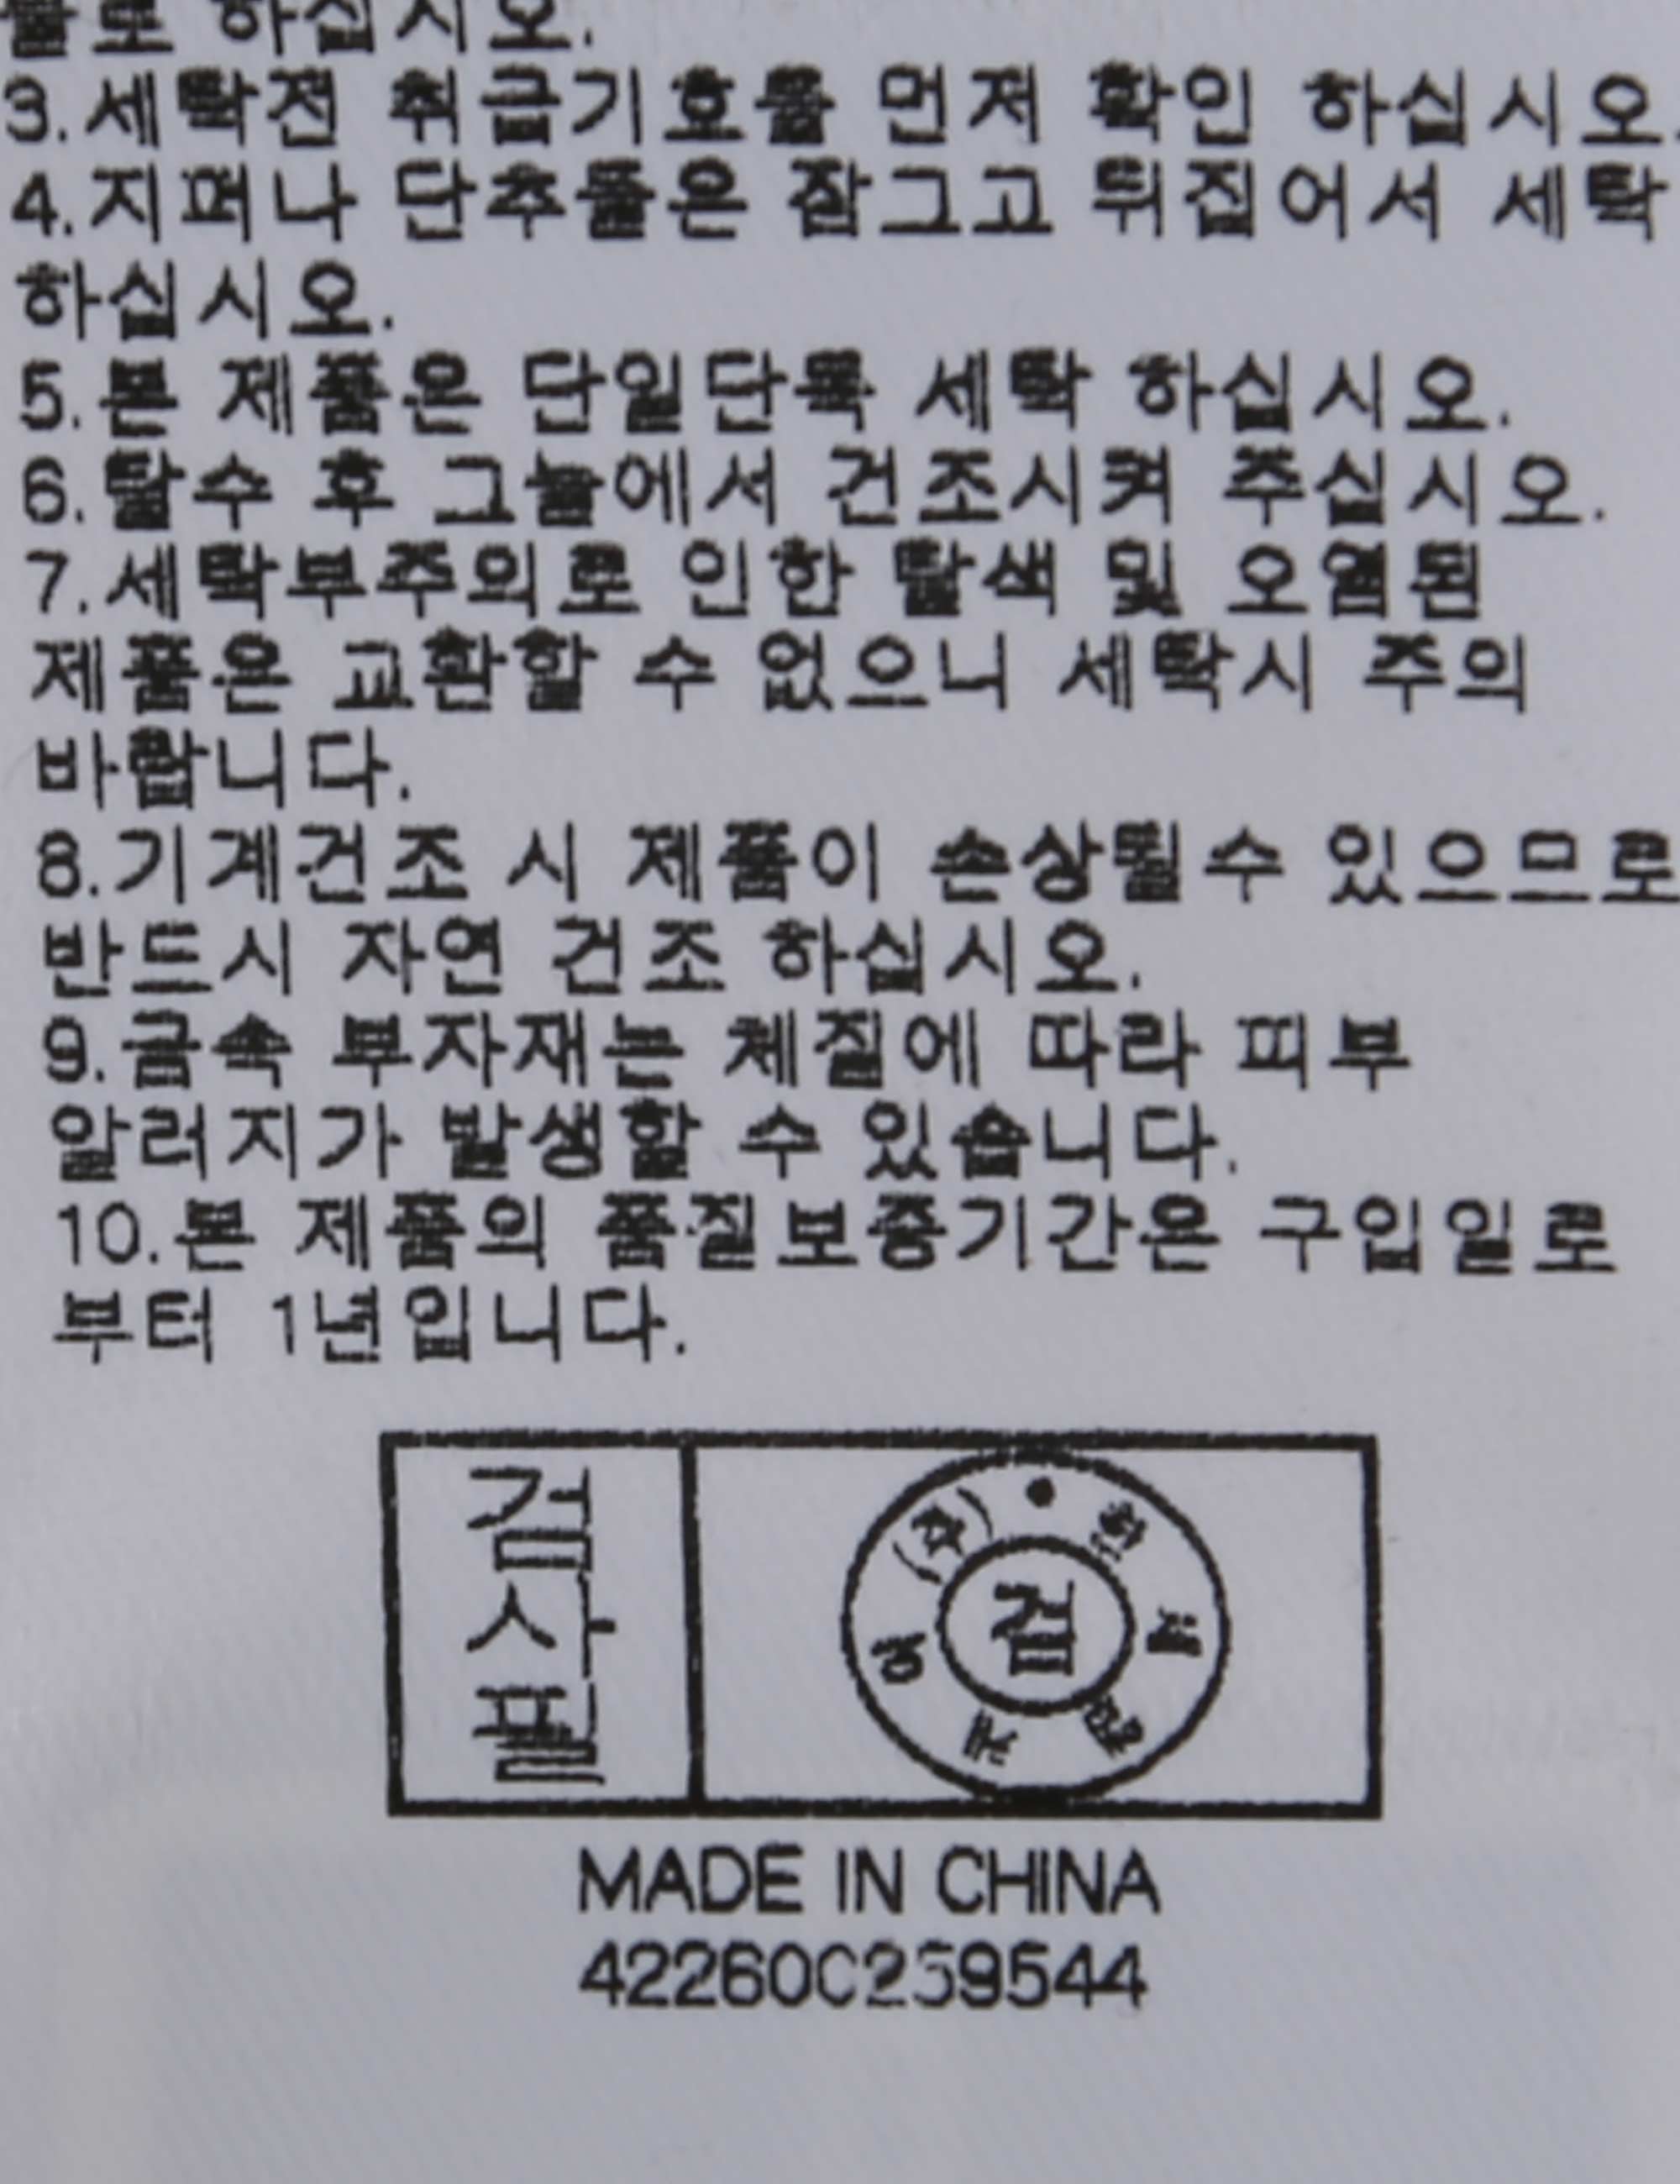 하십시오.
3.세탁전 취급기호를 먼저 확인 하십시오.
4.지퍼나 단추들은 잠그고 뒤집어서 세탁
하십시오.
5.본 제품은 단일단독 세탁 하십시오.
6.탈수 후 그늘에서 건조시켜 주십시오.
7.세탁부주의로 인한 탈색 및 오염된
제품은 교환할 수 없으니 세탁시 주의
바랍니다.
8.기계건조 시 제품이 손상될수 있으므로
반드시 자연 건조 하십시오.
9.금속 부자재는 체질에 따라 피부
알러지가 발생할 수 있습니다.
10.본 제품의 품질보증기간은 구입일로
부터 1년입니다.
검사필
(주)
검
MADE IN CHINA